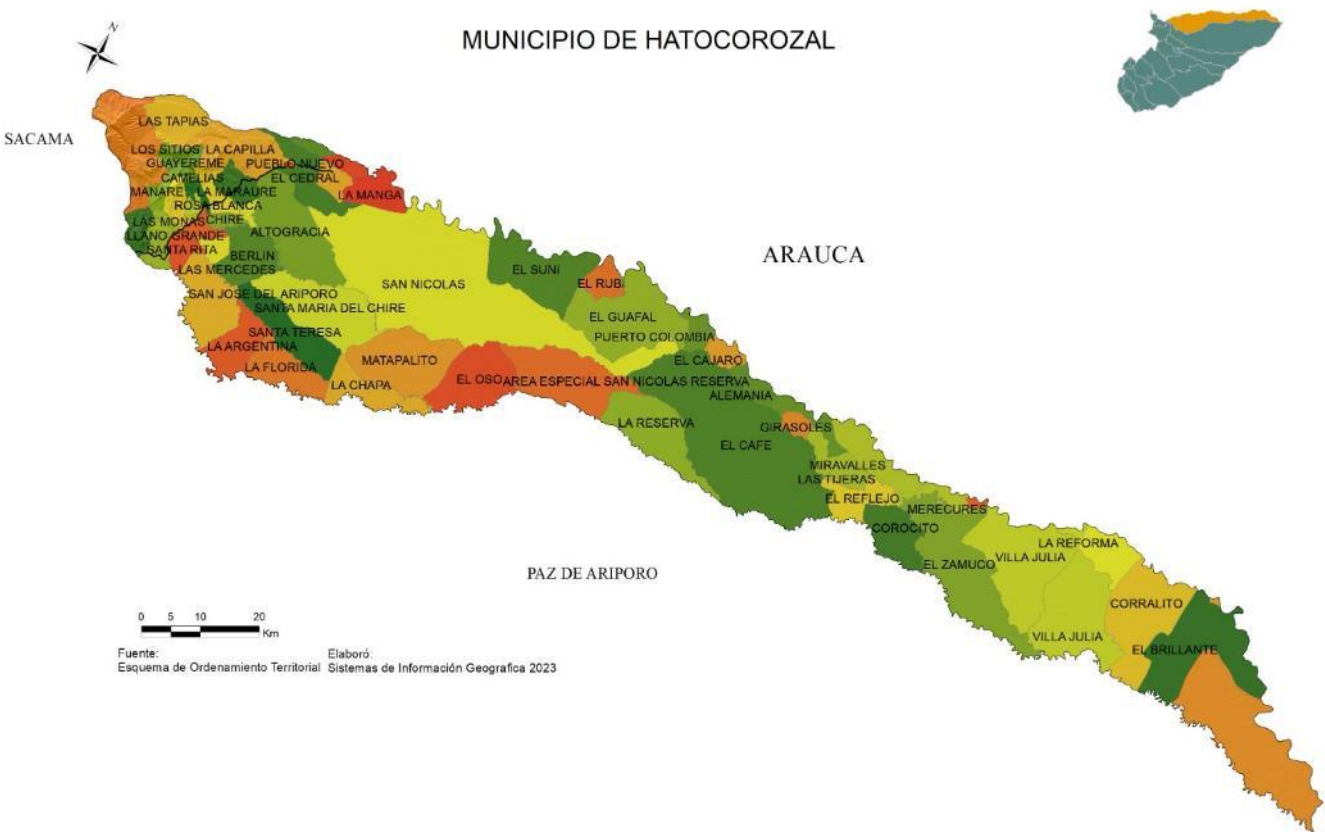 N
MUNICIPIO DE HATOCOROZAL
SACAMA
LAS TAPIAS
LOS SITIOS
LA CAPILLA
GUAYEREME
PUEBLO NUEVO
CAMELIAS
EL CEDRAL
MANARE
LA MARAURE
LA MANGA
ROSA BLANCA
LAS MONAS
CHIRE
LLANO GRANDE
ALTOGRACIA
SANTA RITA
BERLIN
LAS MERCEDES
ARAUCA
EL SUNI
SAN NICOLAS
EL RUBI
SAN JOSE DEL ARIPORO
SANTA MARIA DEL CHIRE
EL GUAFAL
SANTA TERESA
PUERTO COLOMBIA
LA ARGENTINA
MATAPALITO
EL CAJARO
LA FLORIDA
LA CHAPA
EL OSO
AREA ESPECIAL SAN NICOLAS RESERVA
ALEMANIA
LA RESERVA
GIRASOLES
EL CAFE
MIRAVALLES
LAS TIJERAS
EL REFLEJO
MERECURES
COROCITO
LA REFORMA
VILLA JULIA
EL ZAMUCO
PAZ DE ARIPORO
CORRALITO
VILLA JULIA
EL BRILLANTE
0 5 10 20
Km
Fuente:
Esquema de Ordenamiento Territorial
Elaboró:
Sistemas de Información Geografica 2023